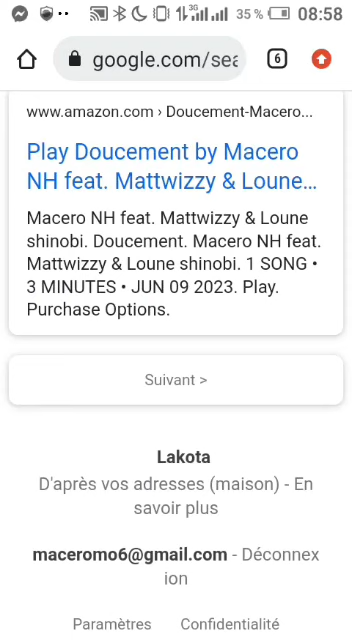 3G 35 % 08:58
google.com/sea
6
www.amazon.com › Doucement-Macero...
Play Doucement by Macero
NH feat. Mattwizzy & Loune...
Macero NH feat. Mattwizzy & Loune
shinobi. Doucement. Macero NH feat.
Mattwizzy & Loune shinobi. 1 SONG •
3 MINUTES • JUN 09 2023. Play.
Purchase Options.
Suivant >
Lakota
D'après vos adresses (maison) - En
savoir plus
maceromo6@gmail.com - Déconnex
ion
Paramètres Confidentialité